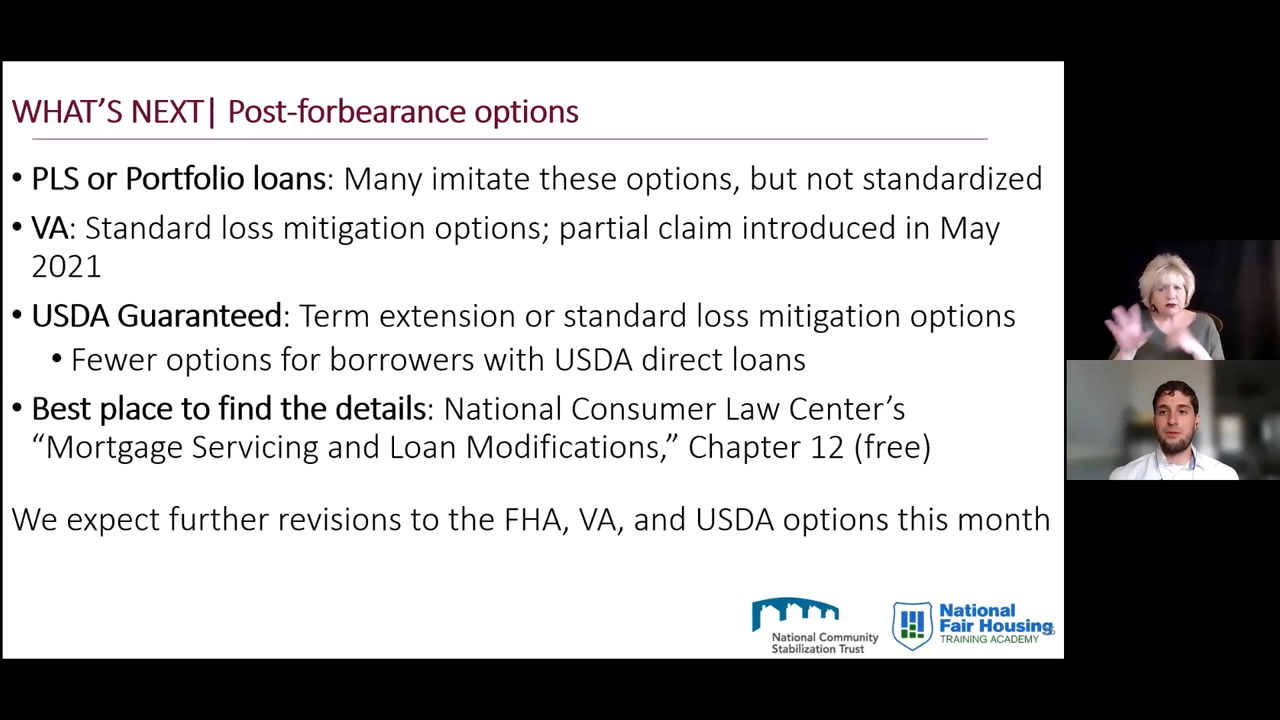 WHAT'S NEXT| Post-forbearance options
• PLS or Portfolio loans: Many imitate these options, but not standardized
• VA: Standard loss mitigation options; partial claim introduced in May
2021
• USDA Guaranteed: Term extension or standard loss mitigation options
• Fewer options for borrowers with USDA direct loans
• Best place to find the details: National Consumer Law Center's
“Mortgage Servicing and Loan Modifications,” Chapter 12 (free)
We expect further revisions to the FHA, VA, and USDA options this month
National Community
Stabilization Trust
National
Fair Housing
TRAINING ACADEMY